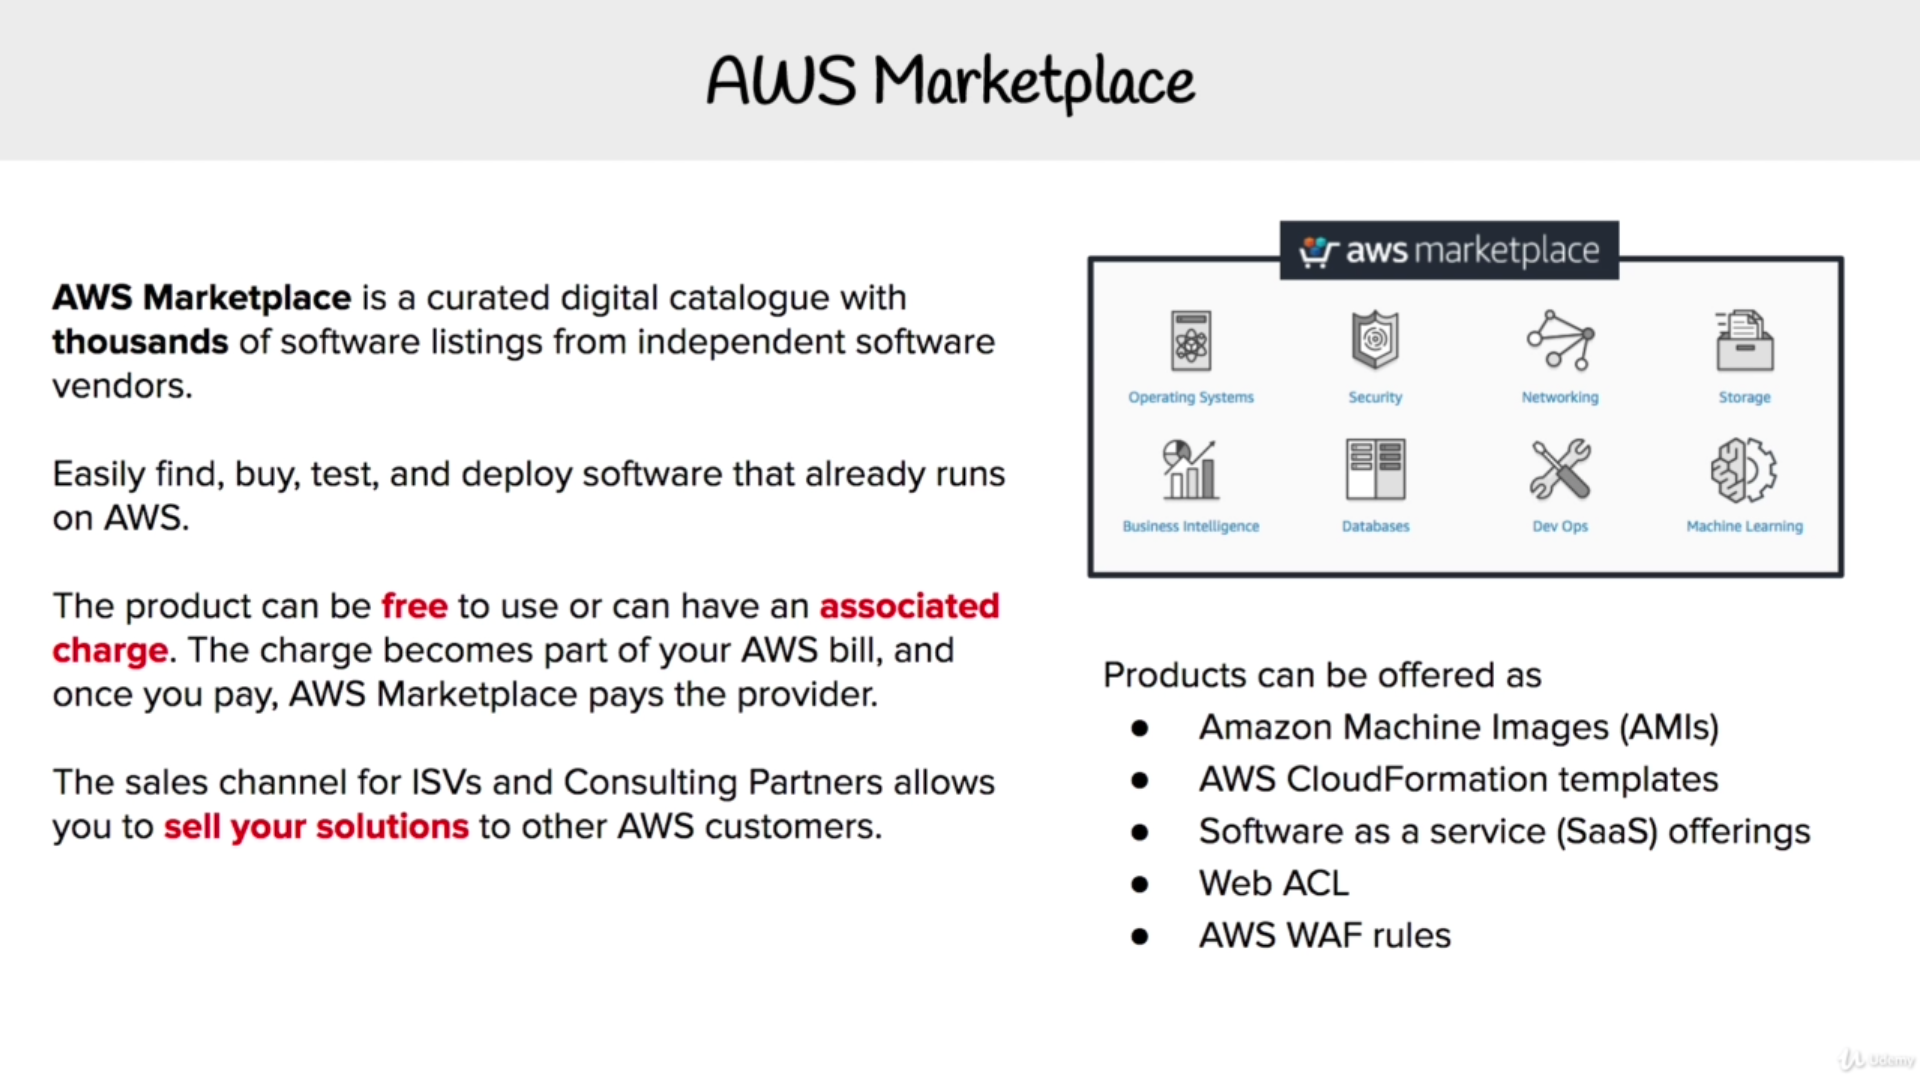 AWS Marketplace
AWS Marketplace is a curated digital catalogue with
thousands of software listings from independent software
vendors.
Easily find, buy, test, and deploy software that already runs
on AWS.
The product can be free to use or can have an associated
charge. The charge becomes part of your AWS bill, and
once you pay, AWS Marketplace pays the provider.
The sales channel for ISVs and Consulting Partners allows
you to sell your solutions to other AWS customers.
aws marketplace
Operating Systems
Security
Networking
Storage
Business Intelligence
Databases
Dev Ops
Machine Learning
Products can be offered as
● Amazon Machine Images (AMIs)
● AWS CloudFormation templates
● Software as a service (SaaS) offerings
● Web ACL
● AWS WAF rules
Udemy